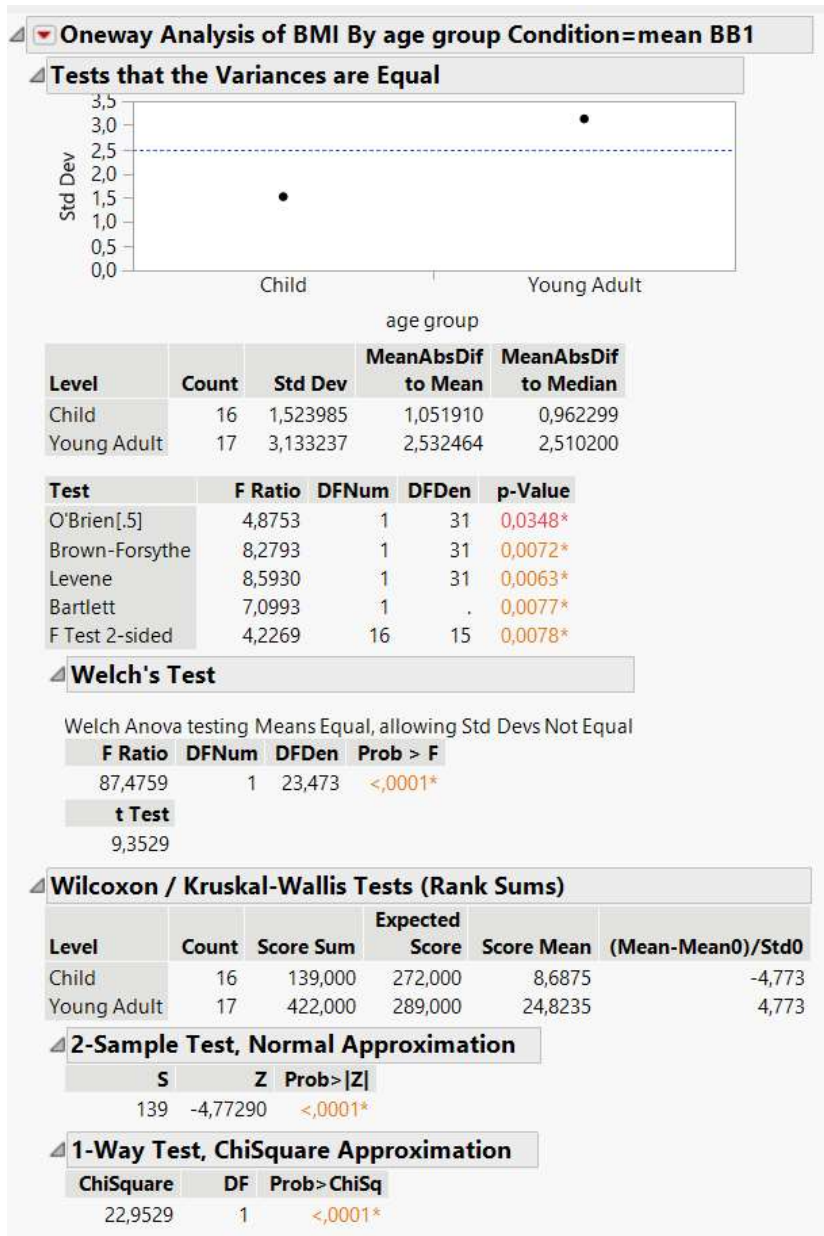 Oneway Analysis of BMI By age group Condition=mean BB1
Tests that the Variances are Equal
3,5
3,0
2,5
2,0
1,5
1,0
0,5
0,0
Std Dev
Child Young Adult
age group
MeanAbsDif MeanAbsDif
Level Count Std Dev to Mean to Median
Child 16 1,523985 1,051910 0,962299
Young Adult 17 3,133237 2,532464 2,510200
Test F Ratio DFNum DFDen p-Value
O'Brien[.5] 4,8753 1 31 0,0348*
Brown-Forsythe 8,2793 1 31 0,0072*
Levene 8,5930 1 31 0,0063*
Bartlett 7,0993 1 . 0,0077*
F Test 2-sided 4,2269 16 15 0,0078*
Welch's Test
Welch Anova testing Means Equal, allowing Std Devs Not Equal
F Ratio DFNum DFDen Prob > F
87,4759 1 23,473 <,0001*
t Test
9,3529
Wilcoxon / Kruskal-Wallis Tests (Rank Sums)
Expected
Level Count Score Sum Score Score Mean (Mean-Mean0)/Std0
Child 16 139,000 272,000 8,6875 -4,773
Young Adult 17 422,000 289,000 24,8235 4,773
2-Sample Test, Normal Approximation
S Z Prob>|Z|
139 -4,77290 <,0001*
1-Way Test, ChiSquare Approximation
ChiSquare DF Prob>ChiSq
22,9529 1 <,0001*